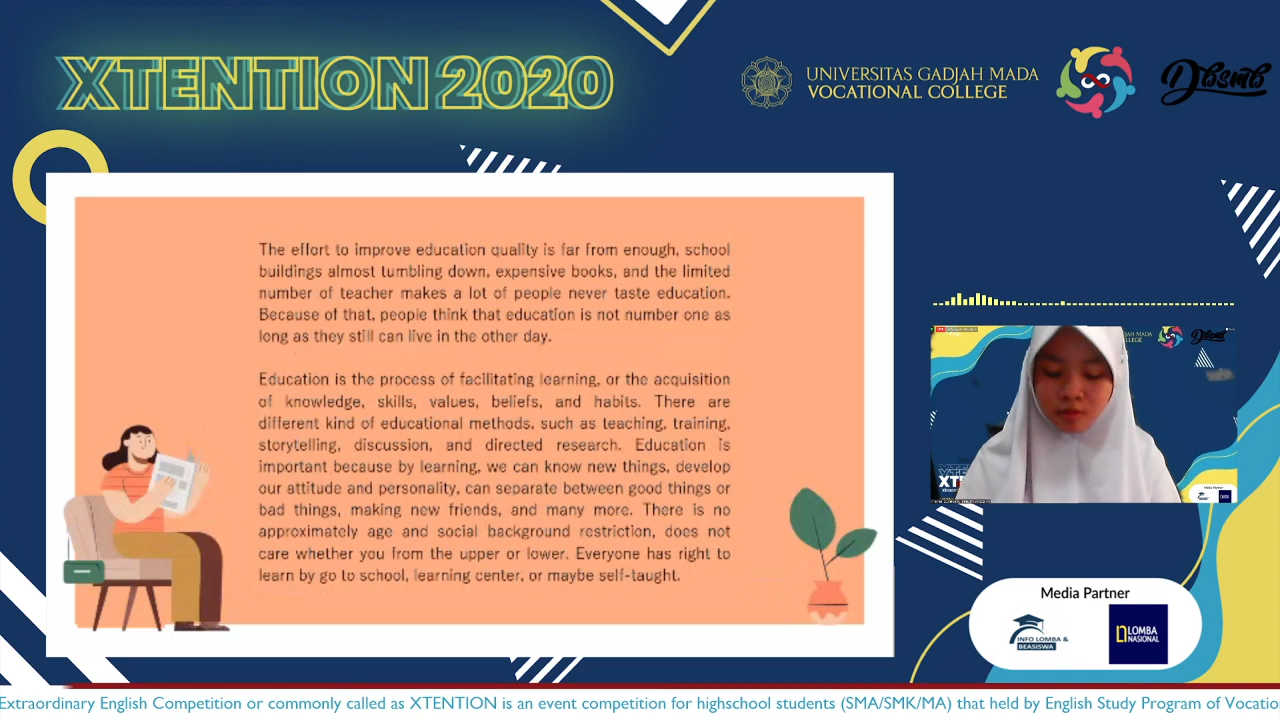 XTENTION 2020
UNIVERSITAS GADJAH MADA
VOCATIONAL COLLEGE
Dbsmb
The effort to improve education quality is far from enough, school
buildings almost tumbling down, expensive books, and the limited
number of teacher makes a lot of people never taste education.
Because of that, people think that education is not number one as
long as they still can live in the other day.
Education is the process of facilitating learning, or the acquisition
of knowledge, skills, values, beliefs, and habits. There are
different kind of educational methods, such as teaching, training,
storytelling, discussion, and directed research. Education is
important because by learning, we can know new things, develop
our attitude and personality, can separate between good things or
bad things, making new friends, and many more. There is no
approximately age and social background restriction, does not
care whether you from the upper or lower. Everyone has right to
learn by go to school, learning center, or maybe self-taught.
Media Partner
INFO LOMBA &
BEASISWA
LOMBA
NASIONAL
Extraordinary English Competition or commonly called as XTENTION is an event competition for highschool students (SMA/SMK/MA) that held by English Study Program of Vocatio